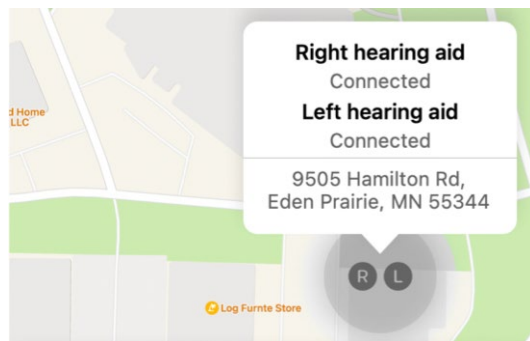 Right hearing aid
Connected
Left hearing aid
Connected
9505 Hamilton Rd,
Eden Prairie, MN 55344
d Home
LLC
R L
Log Furnte Store